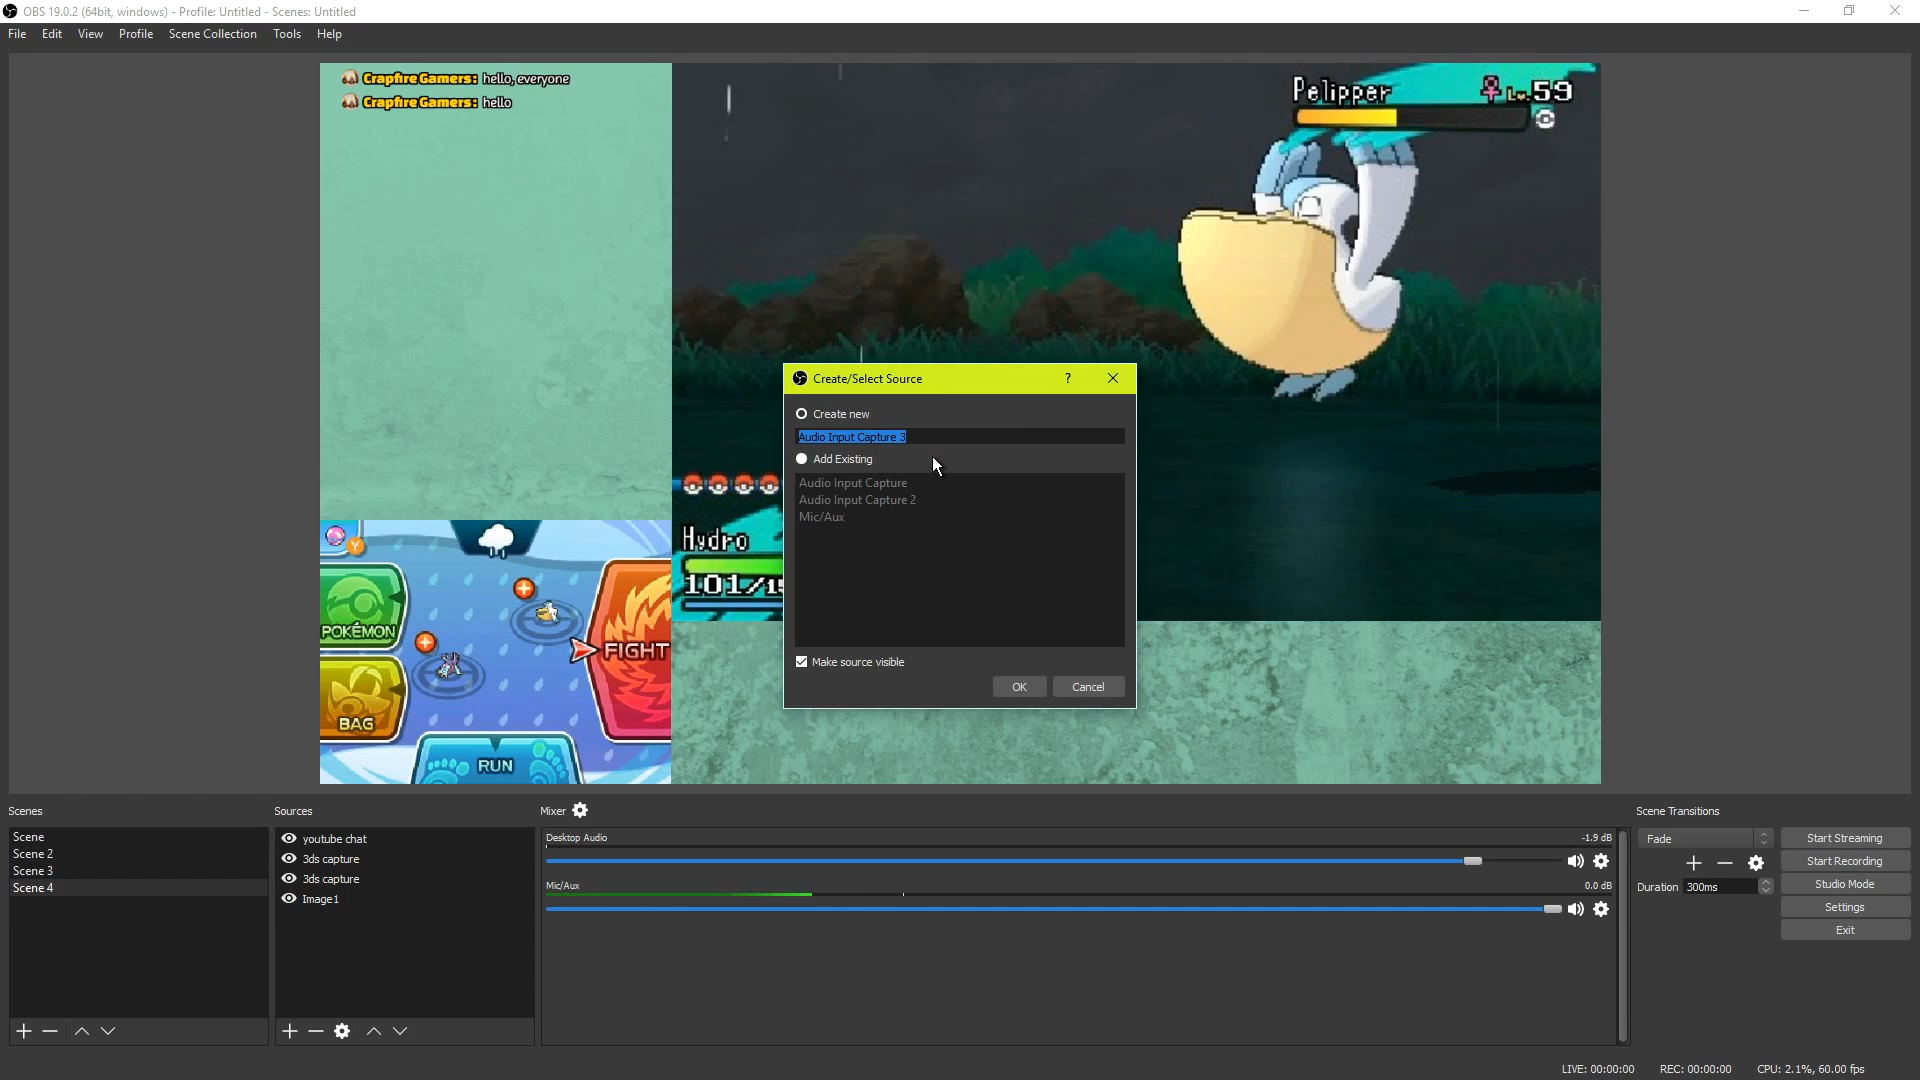 OBS 19.0.2 (64bit, windows) - Profile: Untitled - Scenes: Untitled
File Edit View Profile Scene Collection Tools Help
Crapfire Gamers: hello, everyone
Crapfire Gamers: hello
Pelipper Lv.59
Create/Select Source ?
Create new
Audio Input Capture 3
Add Existing
Audio Input Capture
Audio Input Capture 2
Mic/Aux
Make source visible
OK Cancel
Hydro
Y
POKÉMON
BAG
FIGHT
RUN
Scenes
Scene
Scene 2
Scene 3
Scene 4
Sources
youtube chat
3ds capture
3ds capture
Image1
Mixer
Desktop Audio -1.9 dB
Mic/Aux 0.0 dB
Scene Transitions
Fade
Duration 300ms
Start Streaming
Start Recording
Studio Mode
Settings
Exit
LIVE: 00:00:00 REC: 00:00:00 CPU: 2.1%, 60.00 fps